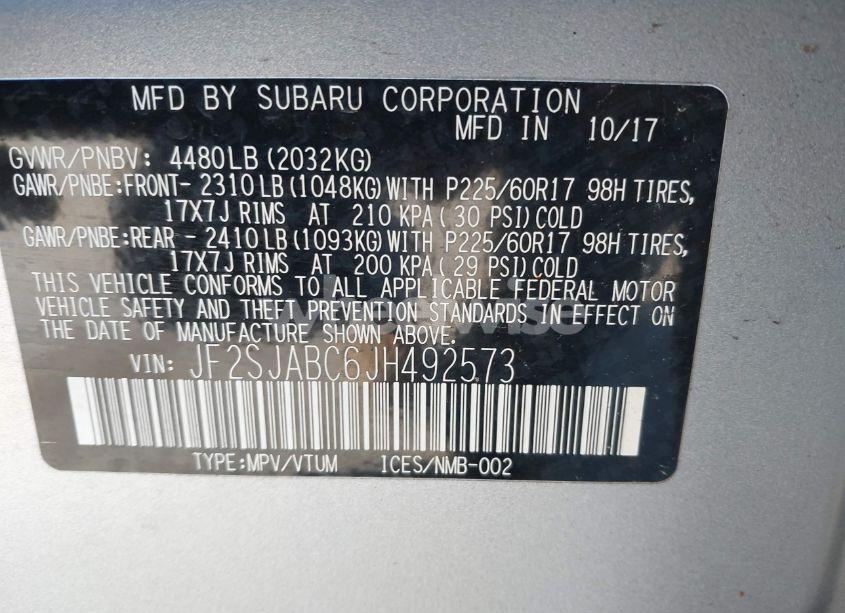 MFD BY SUBARU CORPORATION
MFD IN 10/17
GVWR/PNBV: 4480LB (2032KG)
GAWR/PNBE:FRONT- 2310LB (1048KG)WITH P225/60R17 98H TIRES,
17X7J RIMS AT 210 KPA( 30 PSI)COLD
GAWR/PNBE:REAR - 2410LB (1093KG)WITH P225/60R17 98H TIRES,
17X7J RIMS AT 200 KPA( 29 PSI)COLD
THIS VEHICLE CONFORMS TO ALL APPLICABLE FEDERAL MOTOR
VEHICLE SAFETY AND THEFT PREVENTION STANDARDS IN EFFECT ON
THE DATE OF MANUFACTURE SHOWN ABOVE.
VIN: JF2SJABC6JH492573
TYPE:MPV/VTUM ICES/NMB-002